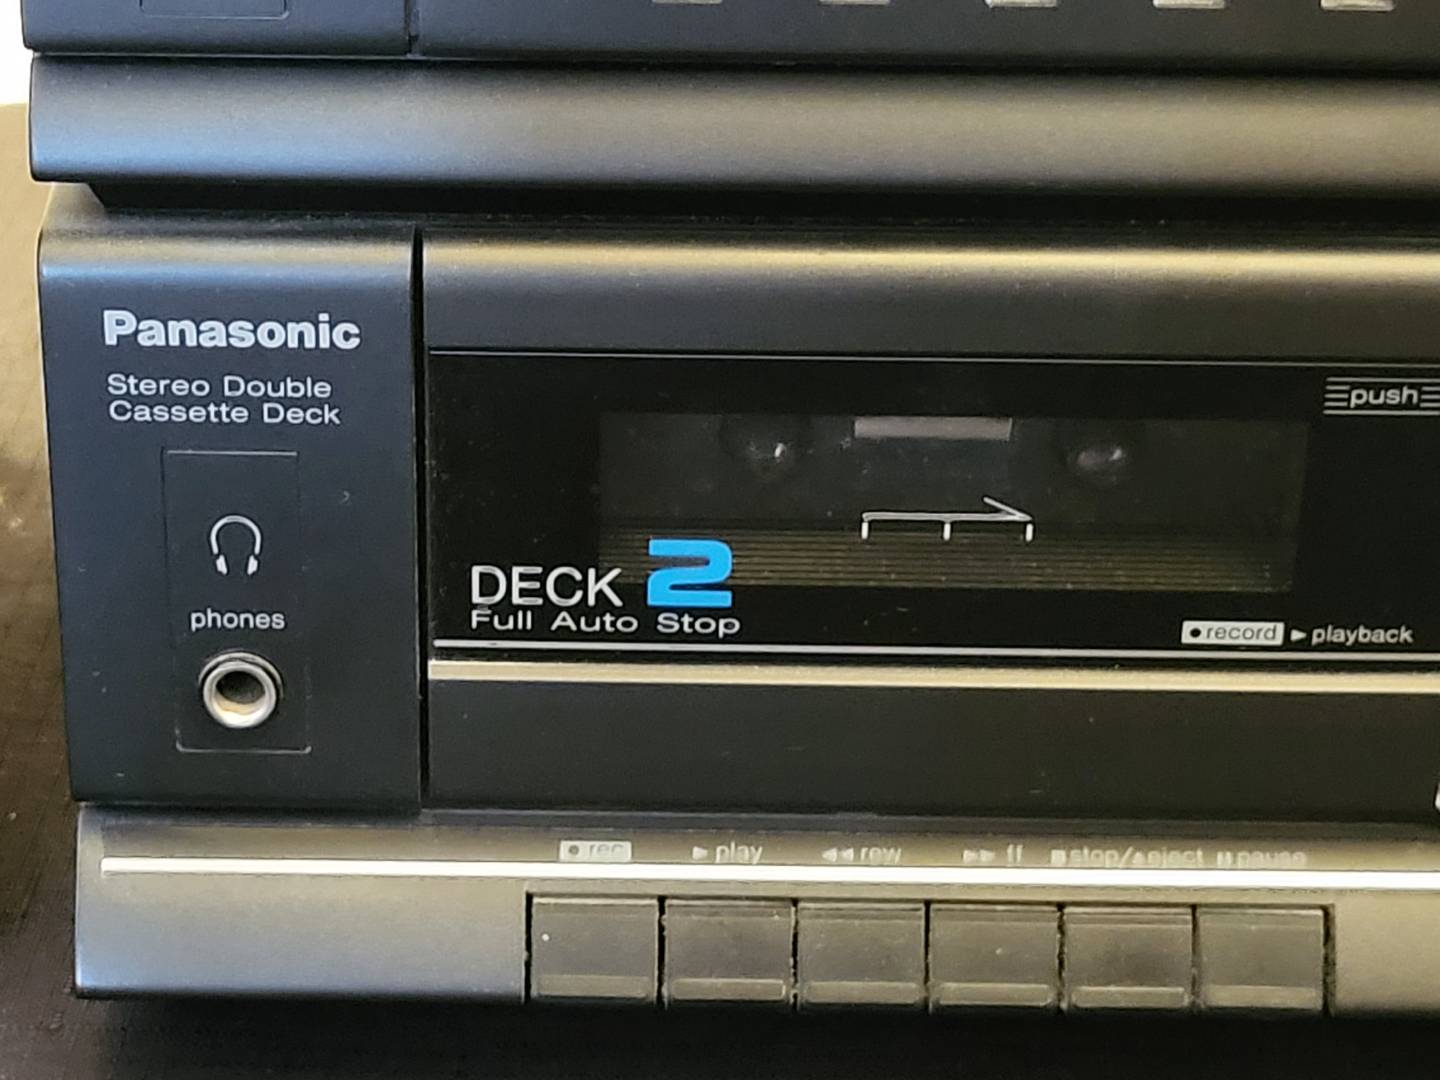 Panasonic
Stereo Double
Cassette Deck
phones
push
DECK 2
Full Auto Stop
record playback
rec play rew ff stop/eject pause